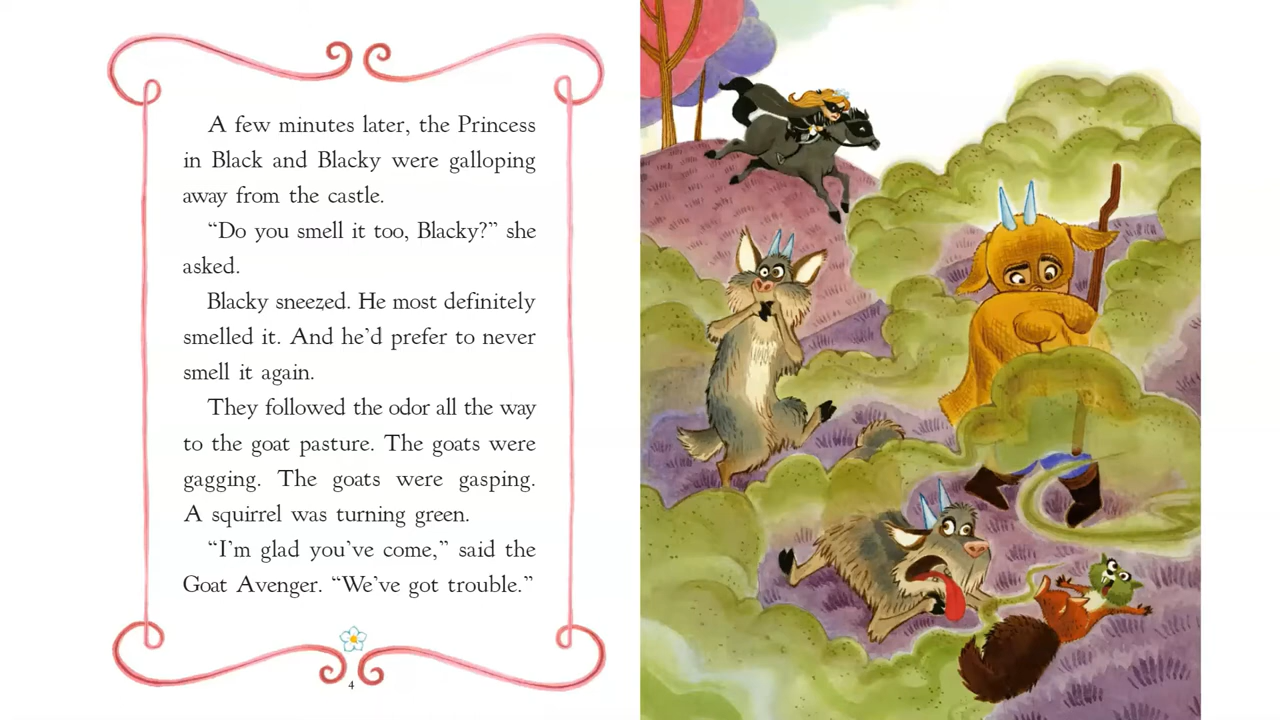 A few minutes later, the Princess
in Black and Blacky were galloping
away from the castle.
“Do you smell it too, Blacky?” she
asked.
Blacky sneezed. He most definitely
smelled it. And he’d prefer to never
smell it again.
They followed the odor all the way
to the goat pasture. The goats were
gagging. The goats were gasping.
A squirrel was turning green.
“I’m glad you’ve come,” said the
Goat Avenger. “We’ve got trouble.”
4